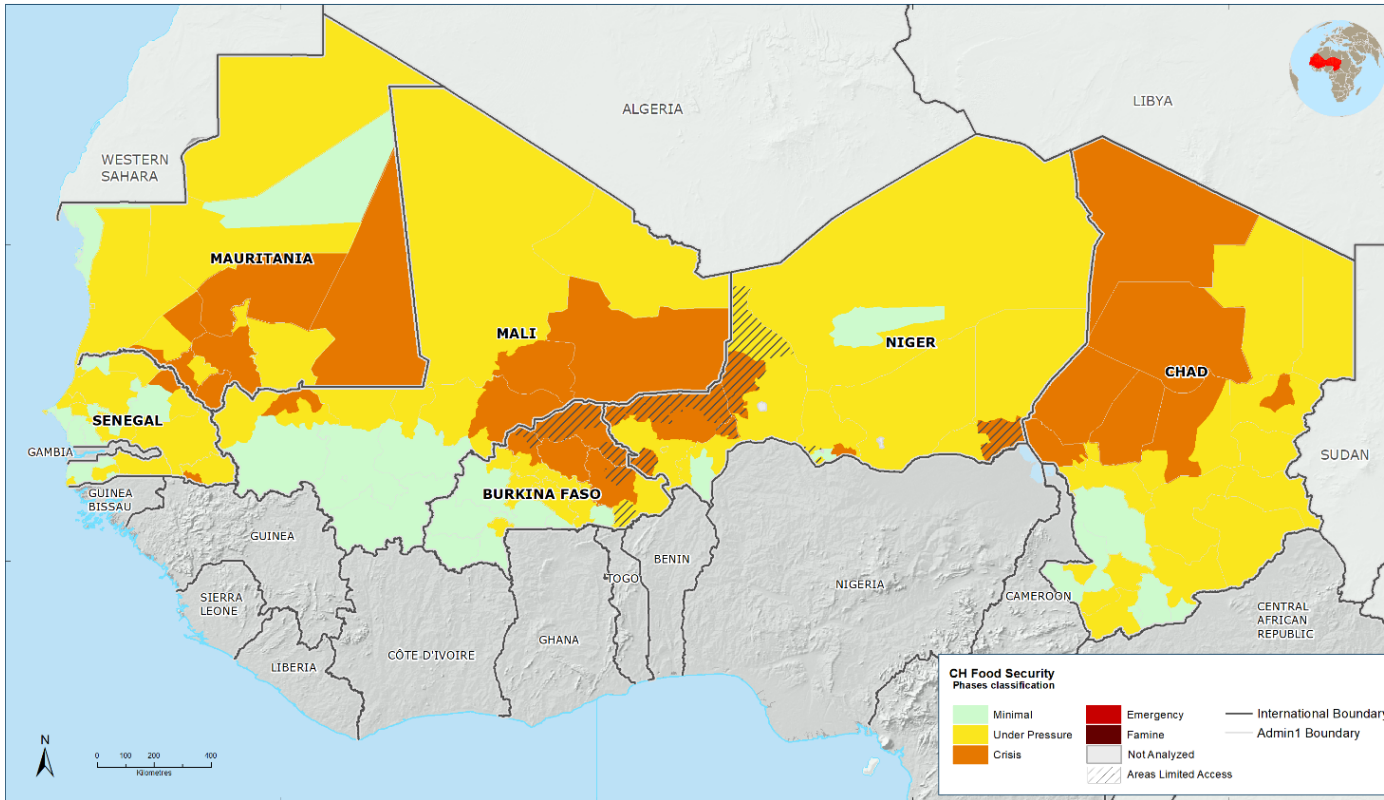 ALGERIA
LIBYA
WESTERN
SAHARA
MAURITANIA
MALI
NIGER
CHAD
SENEGAL
GAMBIA
SUDAN
GUINEA
BISSAU
BURKINA FASO
GUINEA
BENIN
TOGO
NIGERIA
SIERRA
LEONE
CAMEROON
CENTRAL
AFRICAN
REPUBLIC
GHANA
CÔTE D'IVOIRE
LIBERIA
CH Food Security
Phases classification
Minimal
Under Pressure
Crisis
Emergency
Famine
Not Analyzed
Areas Limited Access
International Boundary
Admin1 Boundary
N
0 100 200 400
Kilometres